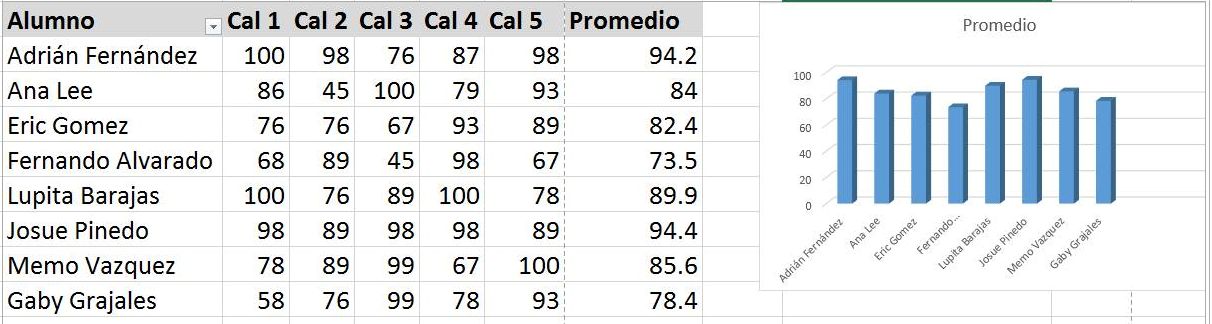 Alumno Cal 1 Cal 2 Cal 3 Cal 4 Cal 5 Promedio
Adrián Fernández 100 98 76 87 98 94.2
Ana Lee 86 45 100 79 93 84
Eric Gomez 76 76 67 93 89 82.4
Fernando Alvarado 68 89 45 98 67 73.5
Lupita Barajas 100 76 89 100 78 89.9
Josue Pinedo 98 89 98 98 89 94.4
Memo Vazquez 78 89 99 67 100 85.6
Gaby Grajales 58 76 99 78 93 78.4
Promedio
100
80
60
40
20
0
Adrián Fernández
Ana Lee
Eric Gomez
Fernando...
Lupita Barajas
Josue Pinedo
Memo Vazquez
Gaby Grajales